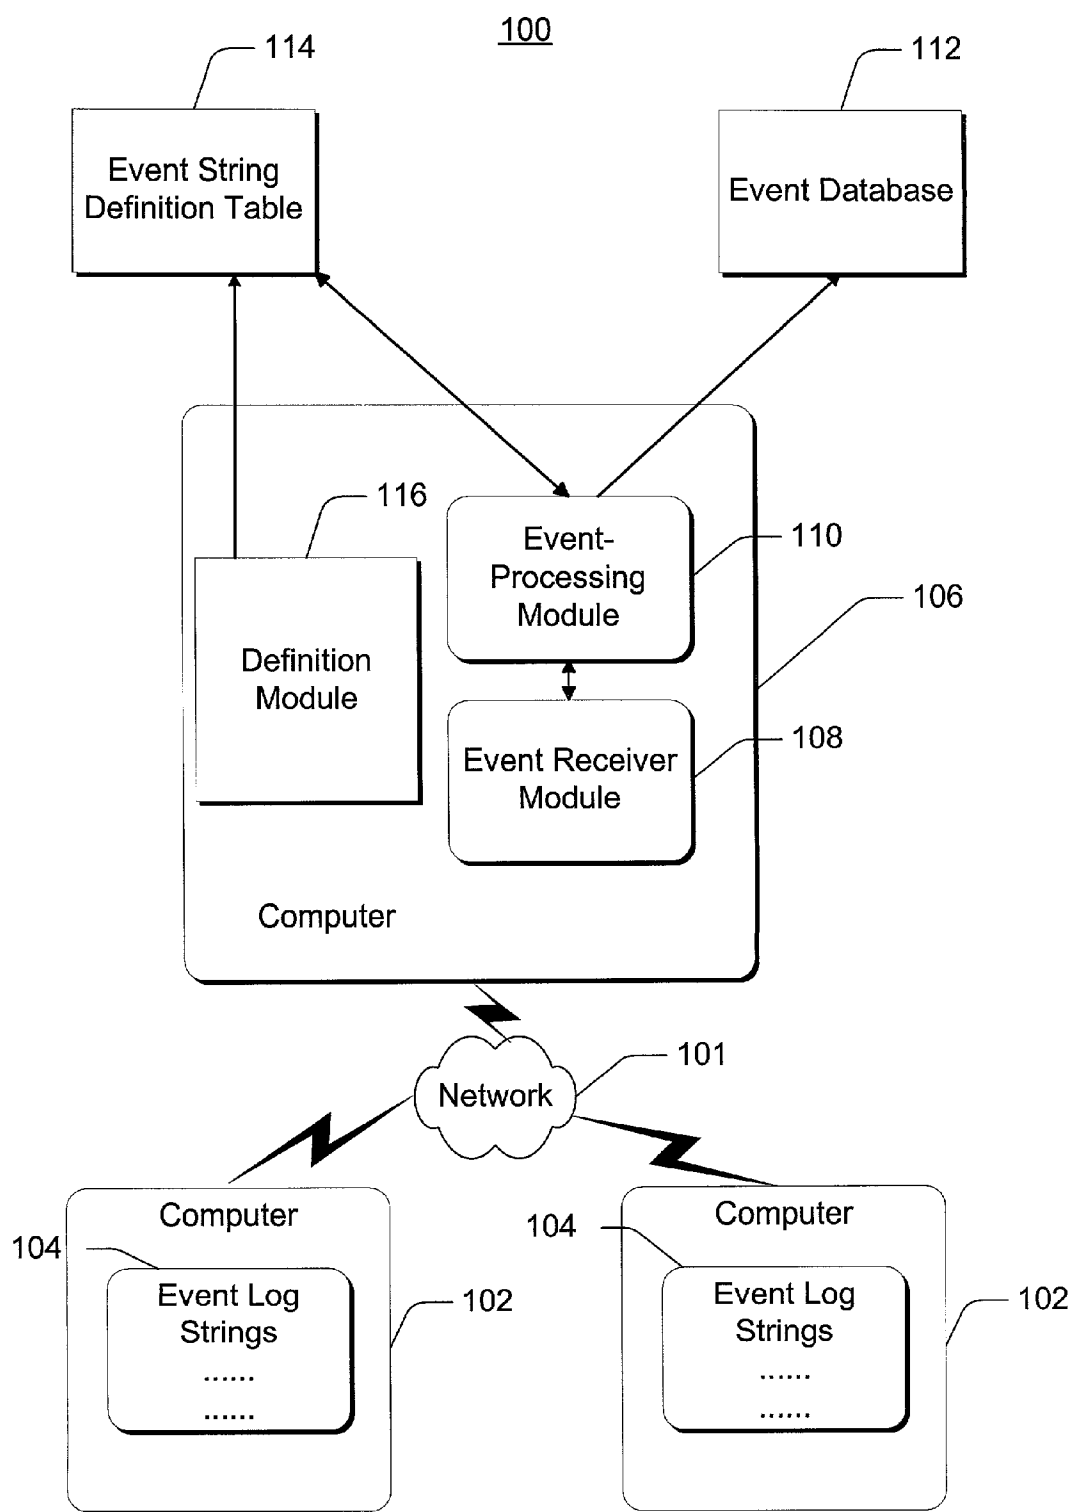 100
114
112
Event String
Definition Table
Event Database
116
Event-
Processing
Module
110
106
Definition
Module
Event Receiver
Module
108
Computer
101
Network
Computer
104
Event Log
Strings
......
......
102
Computer
104
Event Log
Strings
......
......
102